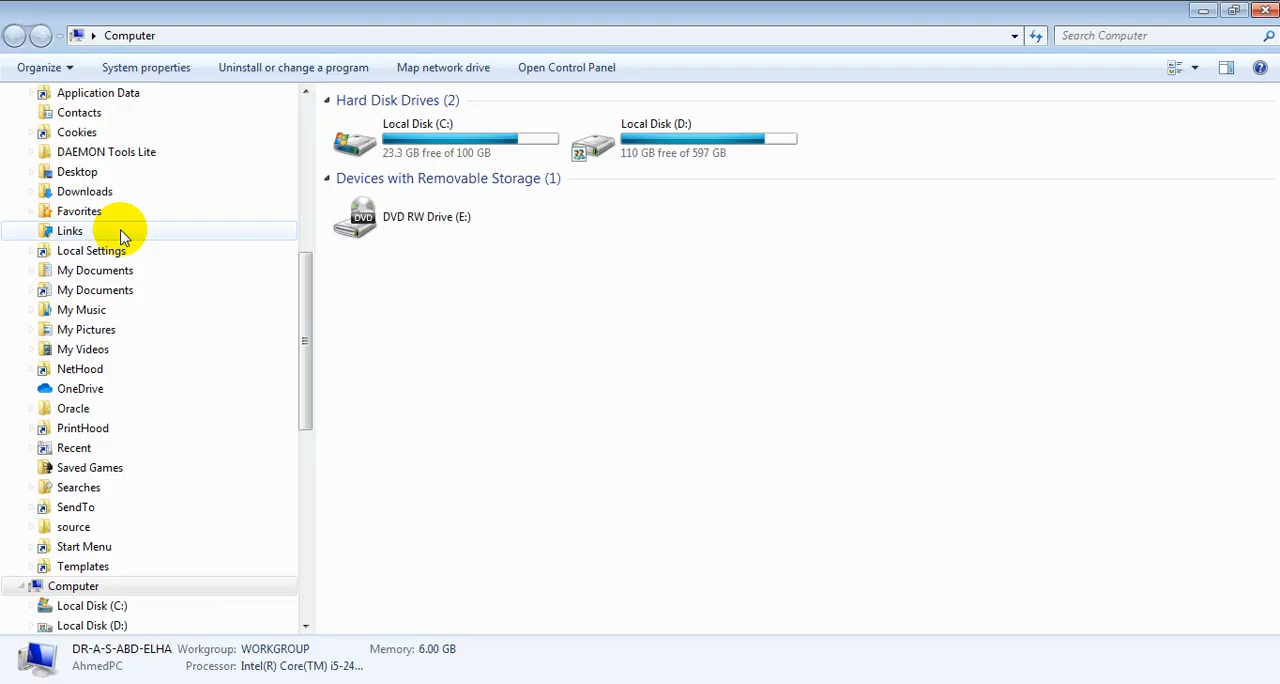 Computer
Search Computer
Organize
System properties
Uninstall or change a program
Map network drive
Open Control Panel
Application Data
Contacts
Cookies
DAEMON Tools Lite
Desktop
Downloads
Favorites
Links
Local Settings
My Documents
My Documents
My Music
My Pictures
My Videos
NetHood
OneDrive
Oracle
PrintHood
Recent
Saved Games
Searches
SendTo
source
Start Menu
Templates
Computer
Local Disk (C:)
Local Disk (D:)
Hard Disk Drives (2)
Local Disk (C:)
23.3 GB free of 100 GB
Local Disk (D:)
110 GB free of 597 GB
Devices with Removable Storage (1)
DVD
DVD RW Drive (E:)
DR-A-S-ABD-ELHA Workgroup: WORKGROUP Memory: 6.00 GB
AhmedPC Processor: Intel(R) Core(TM) i5-24...